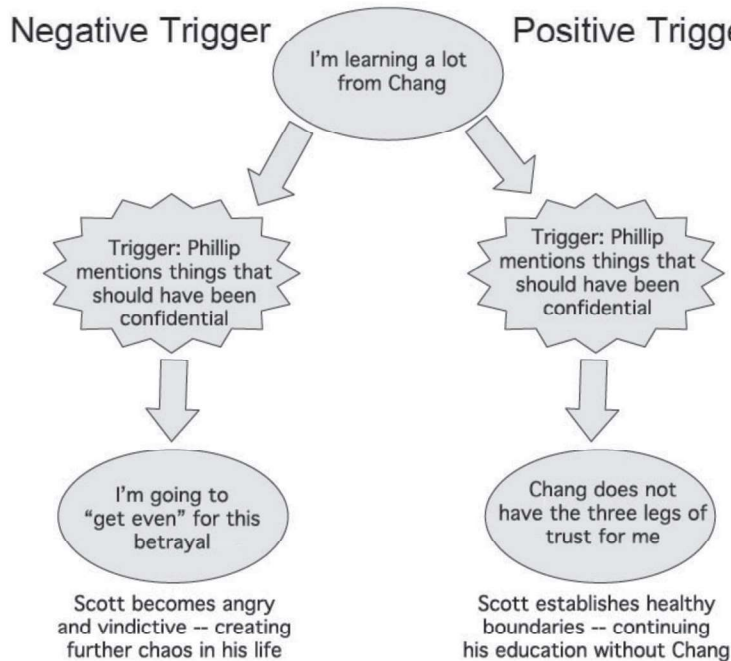 Negative Trigger
Positive Trigge
I'm learning a lot
from Chang
Trigger: Phillip
mentions things that
should have been
confidential
Trigger: Phillip
mentions things that
should have been
confidential
I'm going to
“get even” for this
betrayal
Chang does not
have the three legs of
trust for me
Scott becomes angry
and vindictive -- creating
further chaos in his life
Scott establishes healthy
boundaries -- continuing
his education without Chang